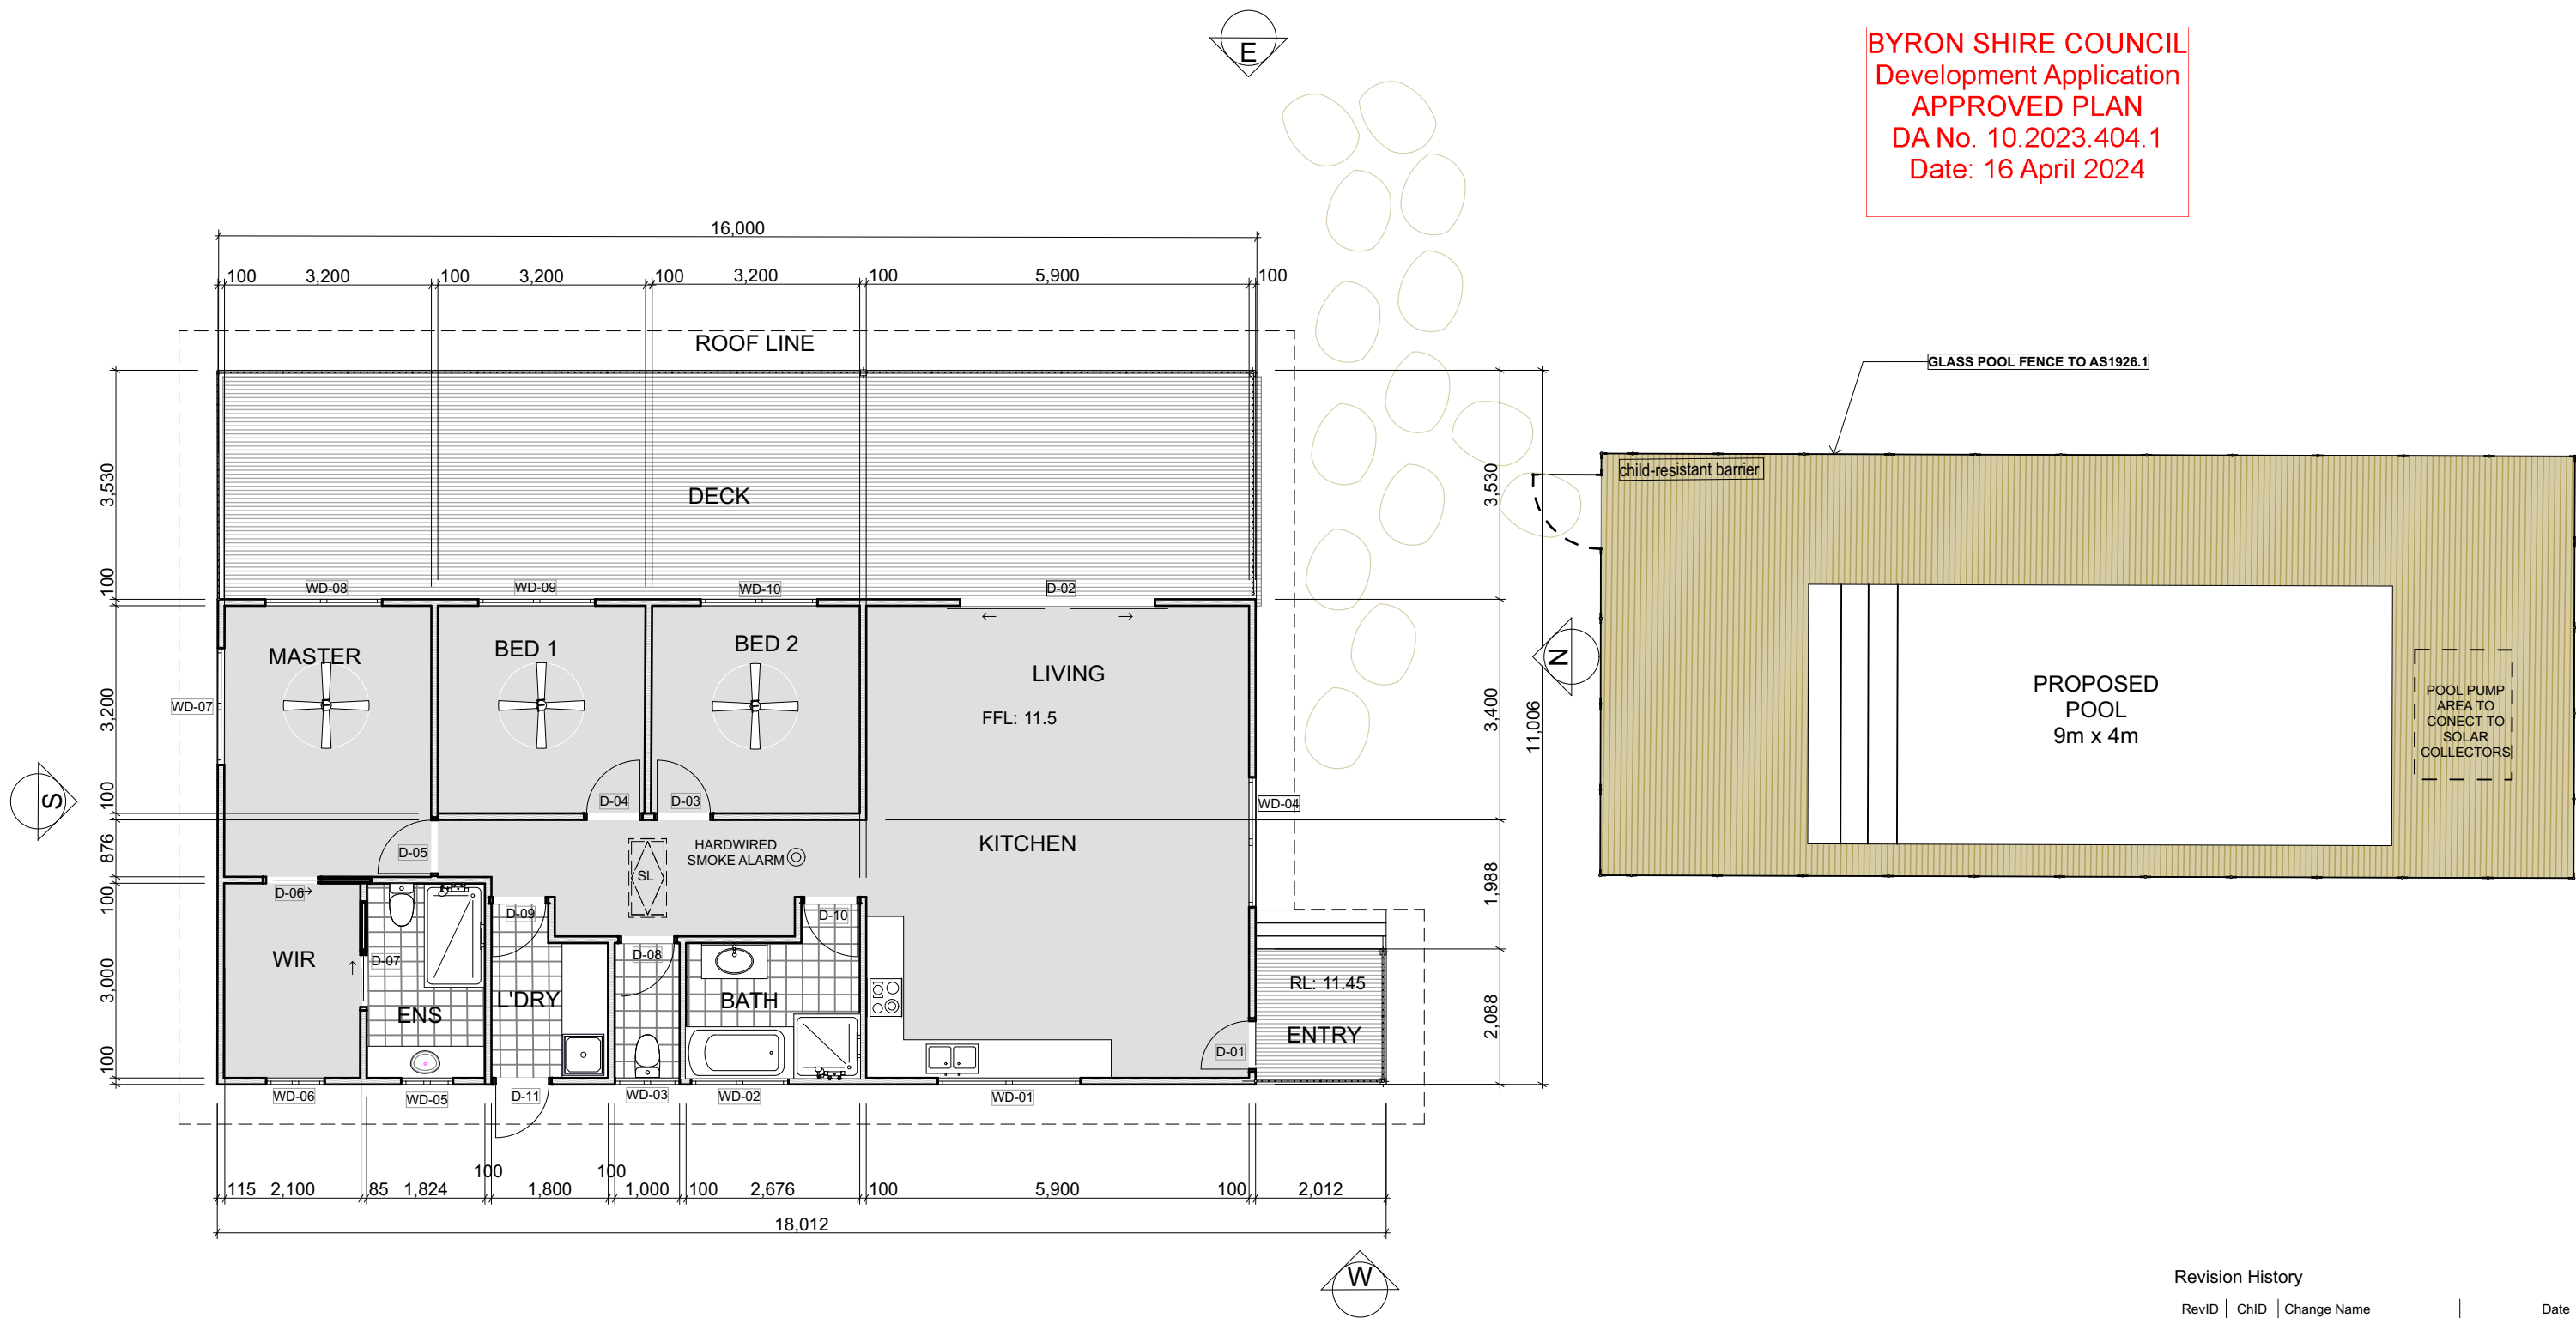 E
BYRON SHIRE COUNCIL
Development Application
APPROVED PLAN
DA No. 10.2023.404.1
Date: 16 April 2024
16,000
100 3,200 100 3,200 100 3,200 100 5,900 100
ROOF LINE
GLASS POOL FENCE TO AS1926.1
child-resistant barrier
3,530
DECK
3,530
100
WD-08 WD-09 WD-10 D-02
MASTER
BED 1
BED 2
LIVING
FFL: 11.5
WD-07
3,200
3,400
11,006
N
PROPOSED
POOL
9m x 4m
POOL PUMP
AREA TO
CONECT TO
SOLAR
COLLECTORS
S
100
D-04
D-03
WD-04
876
D-05
HARDWIRED
SMOKE ALARM
SL
KITCHEN
100
D-06
D-09
D-10
1,988
WIR
D-07
D-08
3,000
ENS
L'DRY
BATH
RL: 11.45
ENTRY
2,088
D-01
100
WD-06 WD-05 D-11 WD-03 WD-02 WD-01
100 100
115 2,100 85 1,824 1,800 1,000 100 2,676 100 5,900 100 2,012
18,012
W
Revision History
RevID ChID Change Name Date